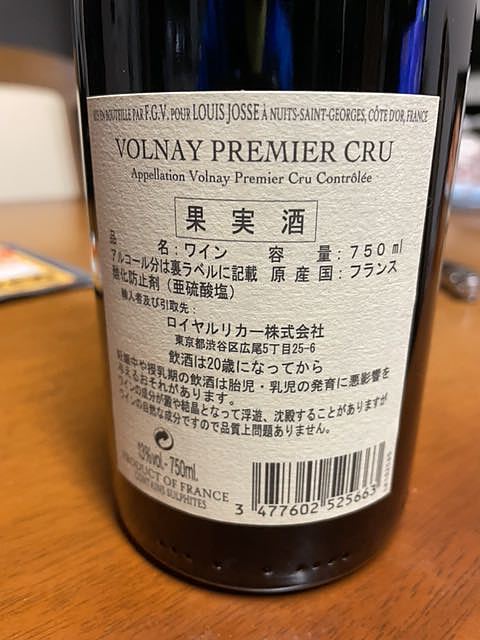 MIS EN BOUTEILLE PAR F.G.V. POUR LOUIS JOSSE À NUITS-SAINT-GEORGES, CÔTE D'OR, FRANCE
VOLNAY PREMIER CRU
Appellation Volnay Premier Cru Contrôlée
果実酒
品 名:ワイン 容 量:750ml
アルコール分は裏ラベルに記載 原産国:フランス
酸化防止剤(亜硫酸塩)
輸入者及び引取先:
ロイヤルリカー株式会社
東京都渋谷区広尾5丁目25-6
飲酒は20歳になってから
妊娠中や授乳期の飲酒は胎児・乳児の発育に悪影響を
与えるおそれがあります。
ワインの成分が澱や結晶となって浮遊、沈殿することがありますが
ワインの自然な成分ですので品質上問題ありません。
13%vol.-750ml.
PRODUCT OF FRANCE
CONTAINS SULPHITES
3 477602 525663